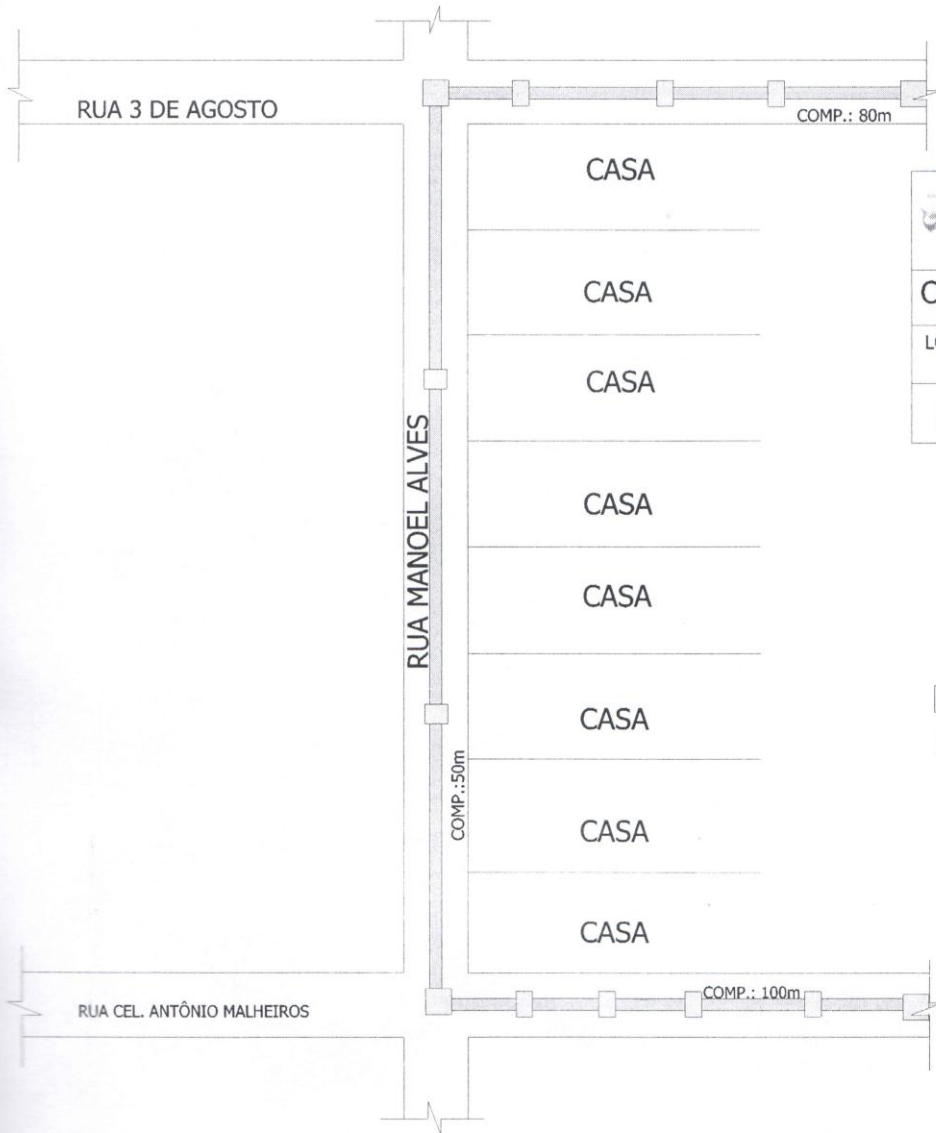 RUA 3 DE AGOSTO
COMP.: 80m
CASA
CASA
CASA
CASA
CASA
CASA
CASA
CASA
RUA MANOEL ALVES
COMP.:50m
COMP.: 100m
RUA CEL. ANTÔNIO MALHEIROS